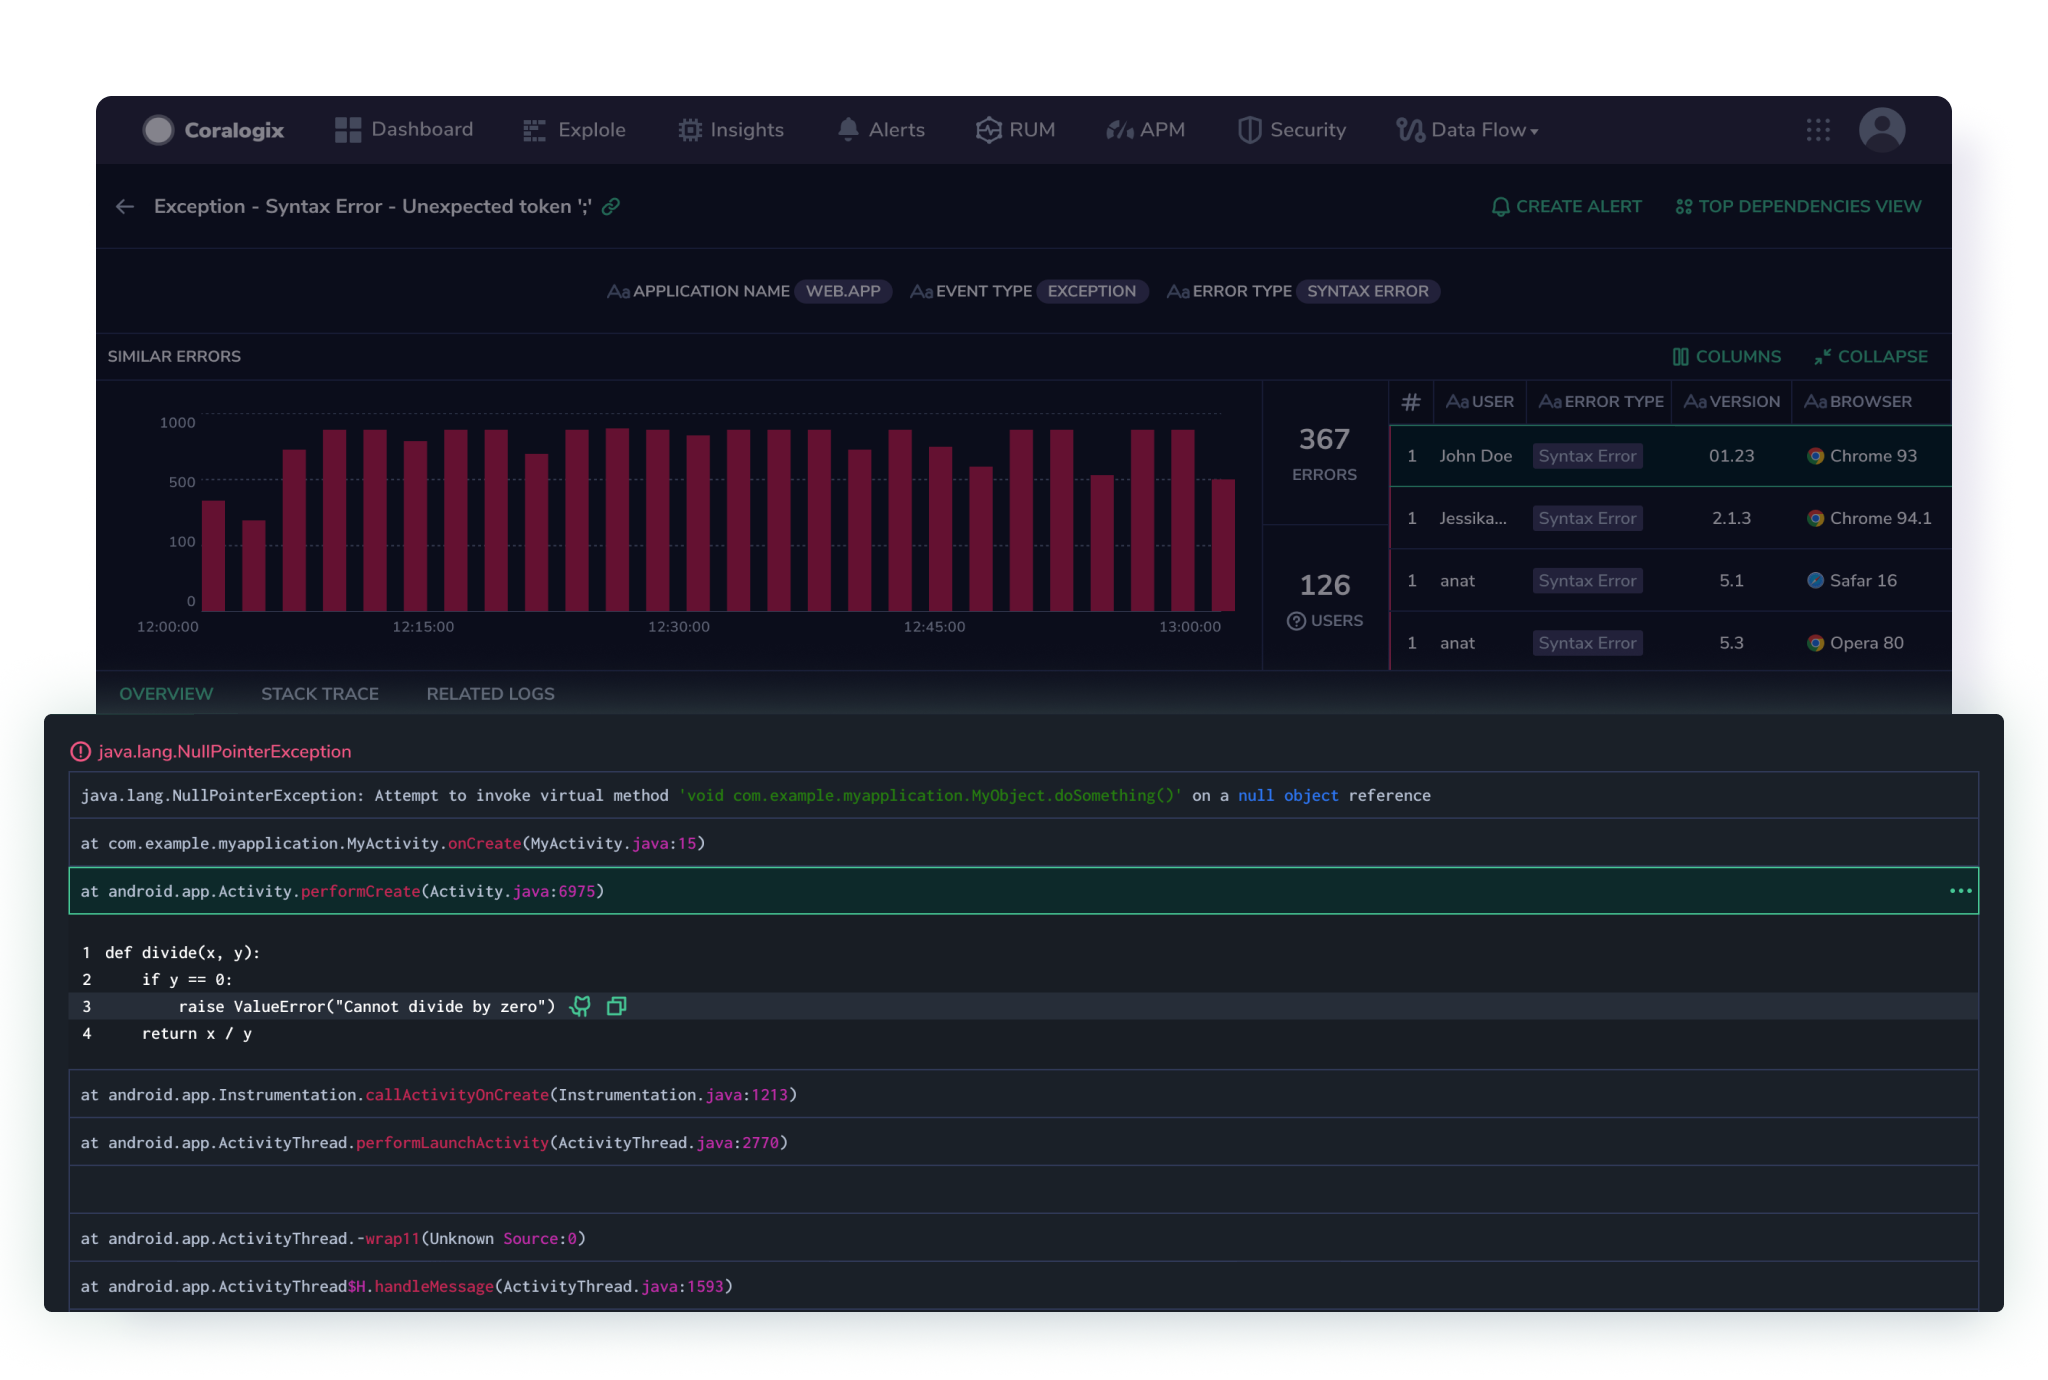 Coralogix Dashboard Explole Insights Alerts RUM APM Security Data Flow
Exception - Syntax Error - Unexpected token ';' CREATE ALERT TOP DEPENDENCIES VIEW
Aa APPLICATION NAME WEB.APP Aa EVENT TYPE EXCEPTION Aa ERROR TYPE SYNTAX ERROR
SIMILAR ERRORS COLUMNS COLLAPSE
1000
500
100
0
12:00:00 12:15:00 12:30:00 12:45:00 13:00:00
367
ERRORS
126
USERS
# Aa USER Aa ERROR TYPE Aa VERSION Aa BROWSER
1 John Doe Syntax Error 01.23 Chrome 93
1 Jessika... Syntax Error 2.1.3 Chrome 94.1
1 anat Syntax Error 5.1 Safar 16
1 anat Syntax Error 5.3 Opera 80
OVERVIEW STACK TRACE RELATED LOGS
java.lang.NullPointerException
java.lang.NullPointerException: Attempt to invoke virtual method 'void com.example.myapplication.MyObject.doSomething()' on a null object reference
at com.example.myapplication.MyActivity.onCreate(MyActivity.java:15)
at android.app.Activity.performCreate(Activity.java:6975)
1 def divide(x, y):
2 if y == 0:
3 raise ValueError("Cannot divide by zero")
4 return x / y
at android.app.Instrumentation.callActivityOnCreate(Instrumentation.java:1213)
at android.app.ActivityThread.performLaunchActivity(ActivityThread.java:2770)
at android.app.ActivityThread.-wrap11(Unknown Source:0)
at android.app.ActivityThread$H.handleMessage(ActivityThread.java:1593)